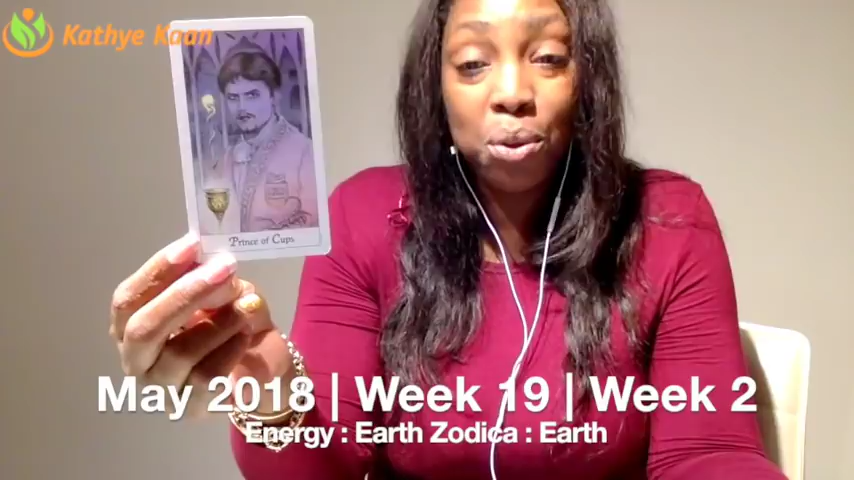 Kathye Kaan
Prince of Cups
May 2018 | Week 19 | Week 2
Energy : Earth Zodica : Earth